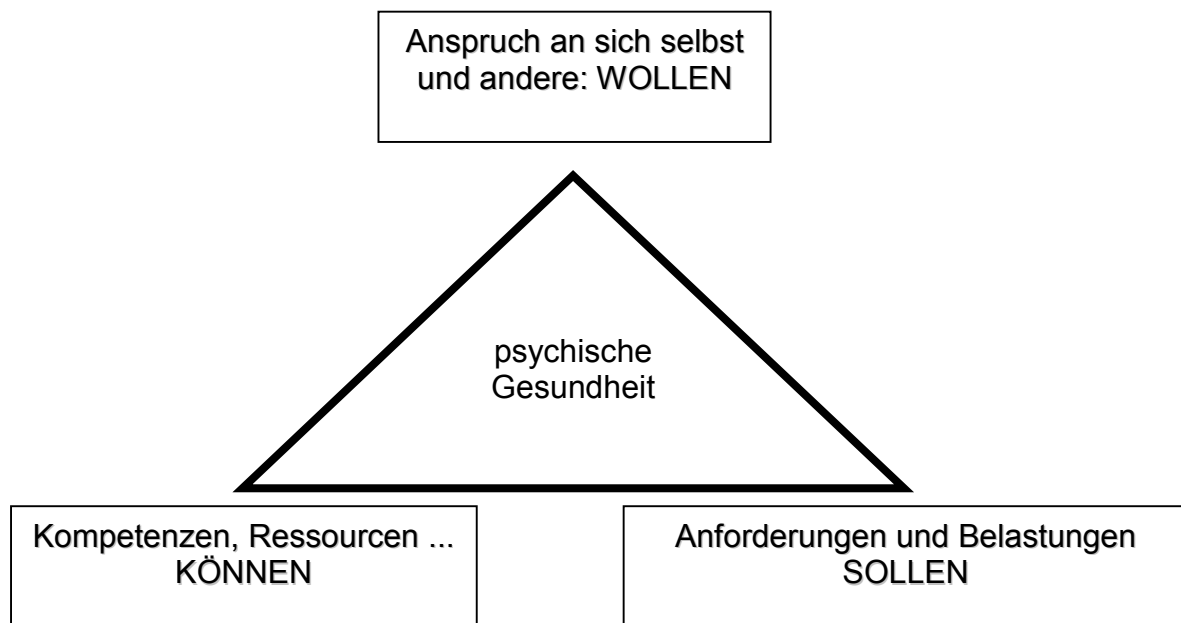 Anspruch an sich selbst
und andere: WOLLEN
psychische
Gesundheit
Kompetenzen, Ressourcen ...
KÖNNEN
Anforderungen und Belastungen
SOLLEN